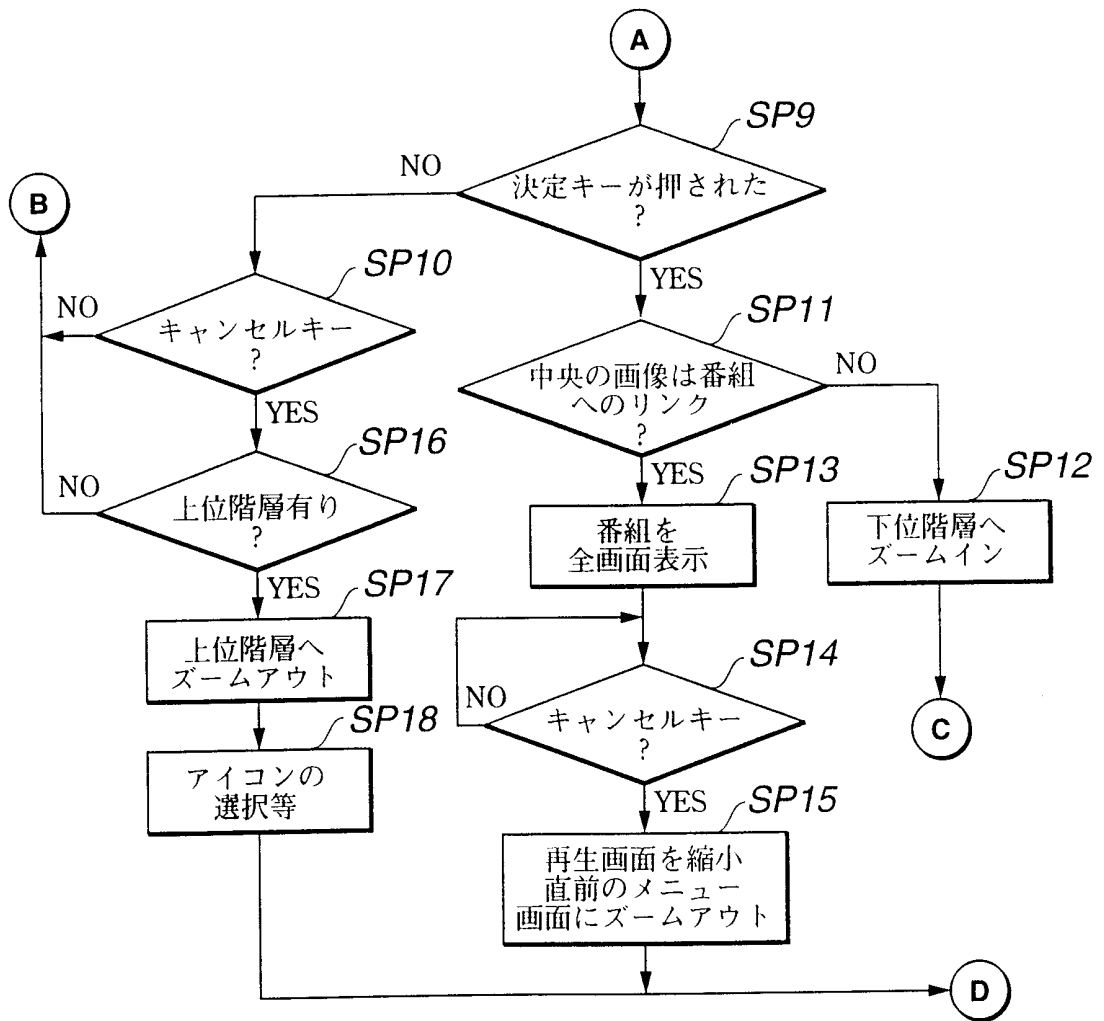 A
SP9
決定キーが押された
?
NO
YES
B
SP10
キャンセルキー
?
NO
YES
SP11
中央の画像は番組
へのリンク
?
NO
YES
SP16
上位階層有り
?
NO
YES
SP13
番組を
全画面表示
SP12
下位階層へ
ズームイン
SP17
上位階層へ
ズームアウト
SP14
キャンセルキー
?
NO
YES
C
SP18
アイコンの
選択等
SP15
再生画面を縮小
直前のメニュー
画面にズームアウト
D